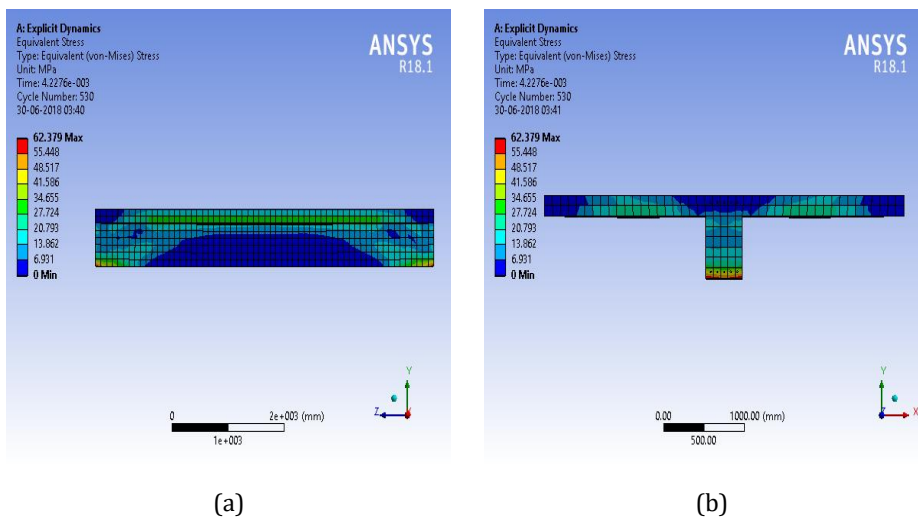 A: Explicit Dynamics
Equivalent Stress
Type: Equivalent (von-Mises) Stress
Unit: MPa
Time: 4.2276e-003
Cycle Number: 530
30-06-2018 03:40
ANSYS
R18.1
62.379 Max
55.448
48.517
41.586
34.655
27.724
20.793
13.862
6.931
0 Min
0
2e+003 (mm)
1e+003
Y
Z
X
(a)
A: Explicit Dynamics
Equivalent Stress
Type: Equivalent (von-Mises) Stress
Unit: MPa
Time: 4.2276e-003
Cycle Number: 530
30-06-2018 03:41
ANSYS
R18.1
62.379 Max
55.448
48.517
41.586
34.655
27.724
20.793
13.862
6.931
0 Min
0.00
1000.00 (mm)
500.00
Y
Z
X
(b)